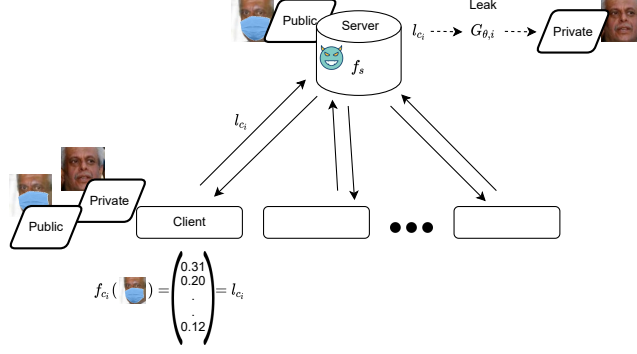 Leak
Public
Server
l_{c_i}
G_{θ,i}
Private
f_s
l_{c_i}
Private
Public
Client
0.31
0.20
f_{c_i}( ) = ( . ) = l_{c_i}
.
0.12